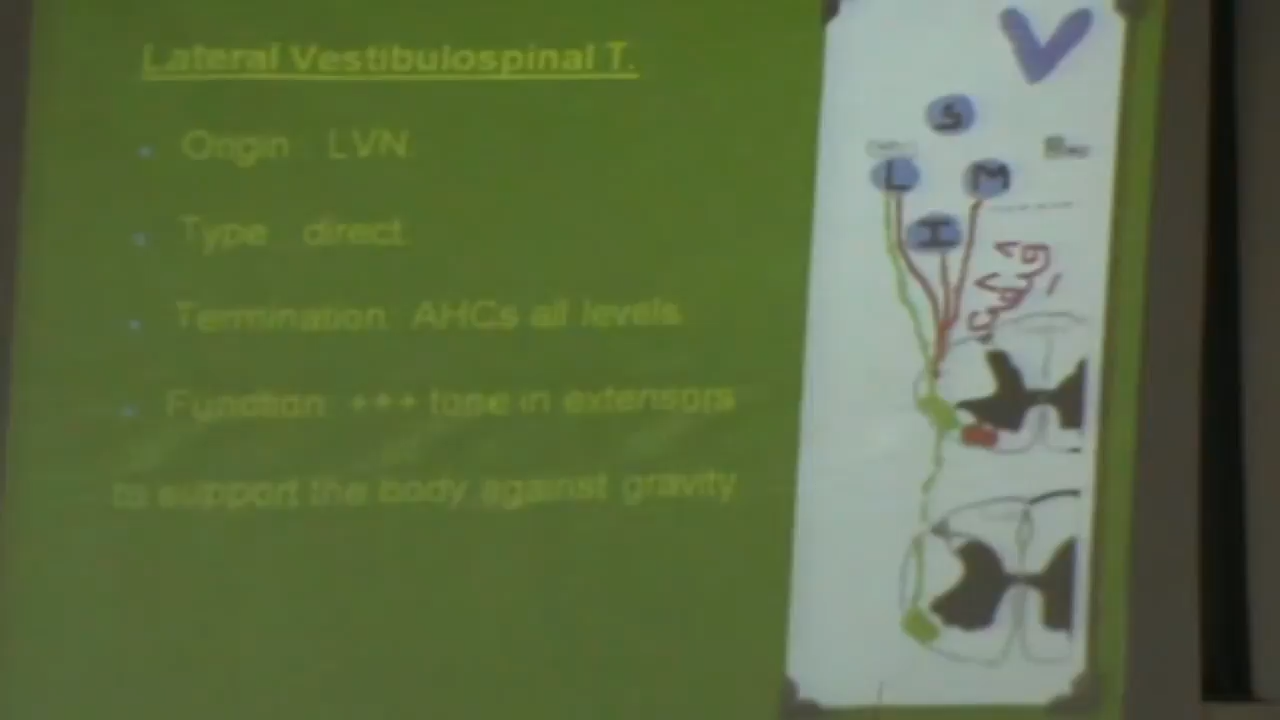 Lateral Vestibulospinal T.
Origin LVN
Type direct
Termination AHCs all levels
Function +++ tone in extensors
to support the body against gravity
V
S
L M
I